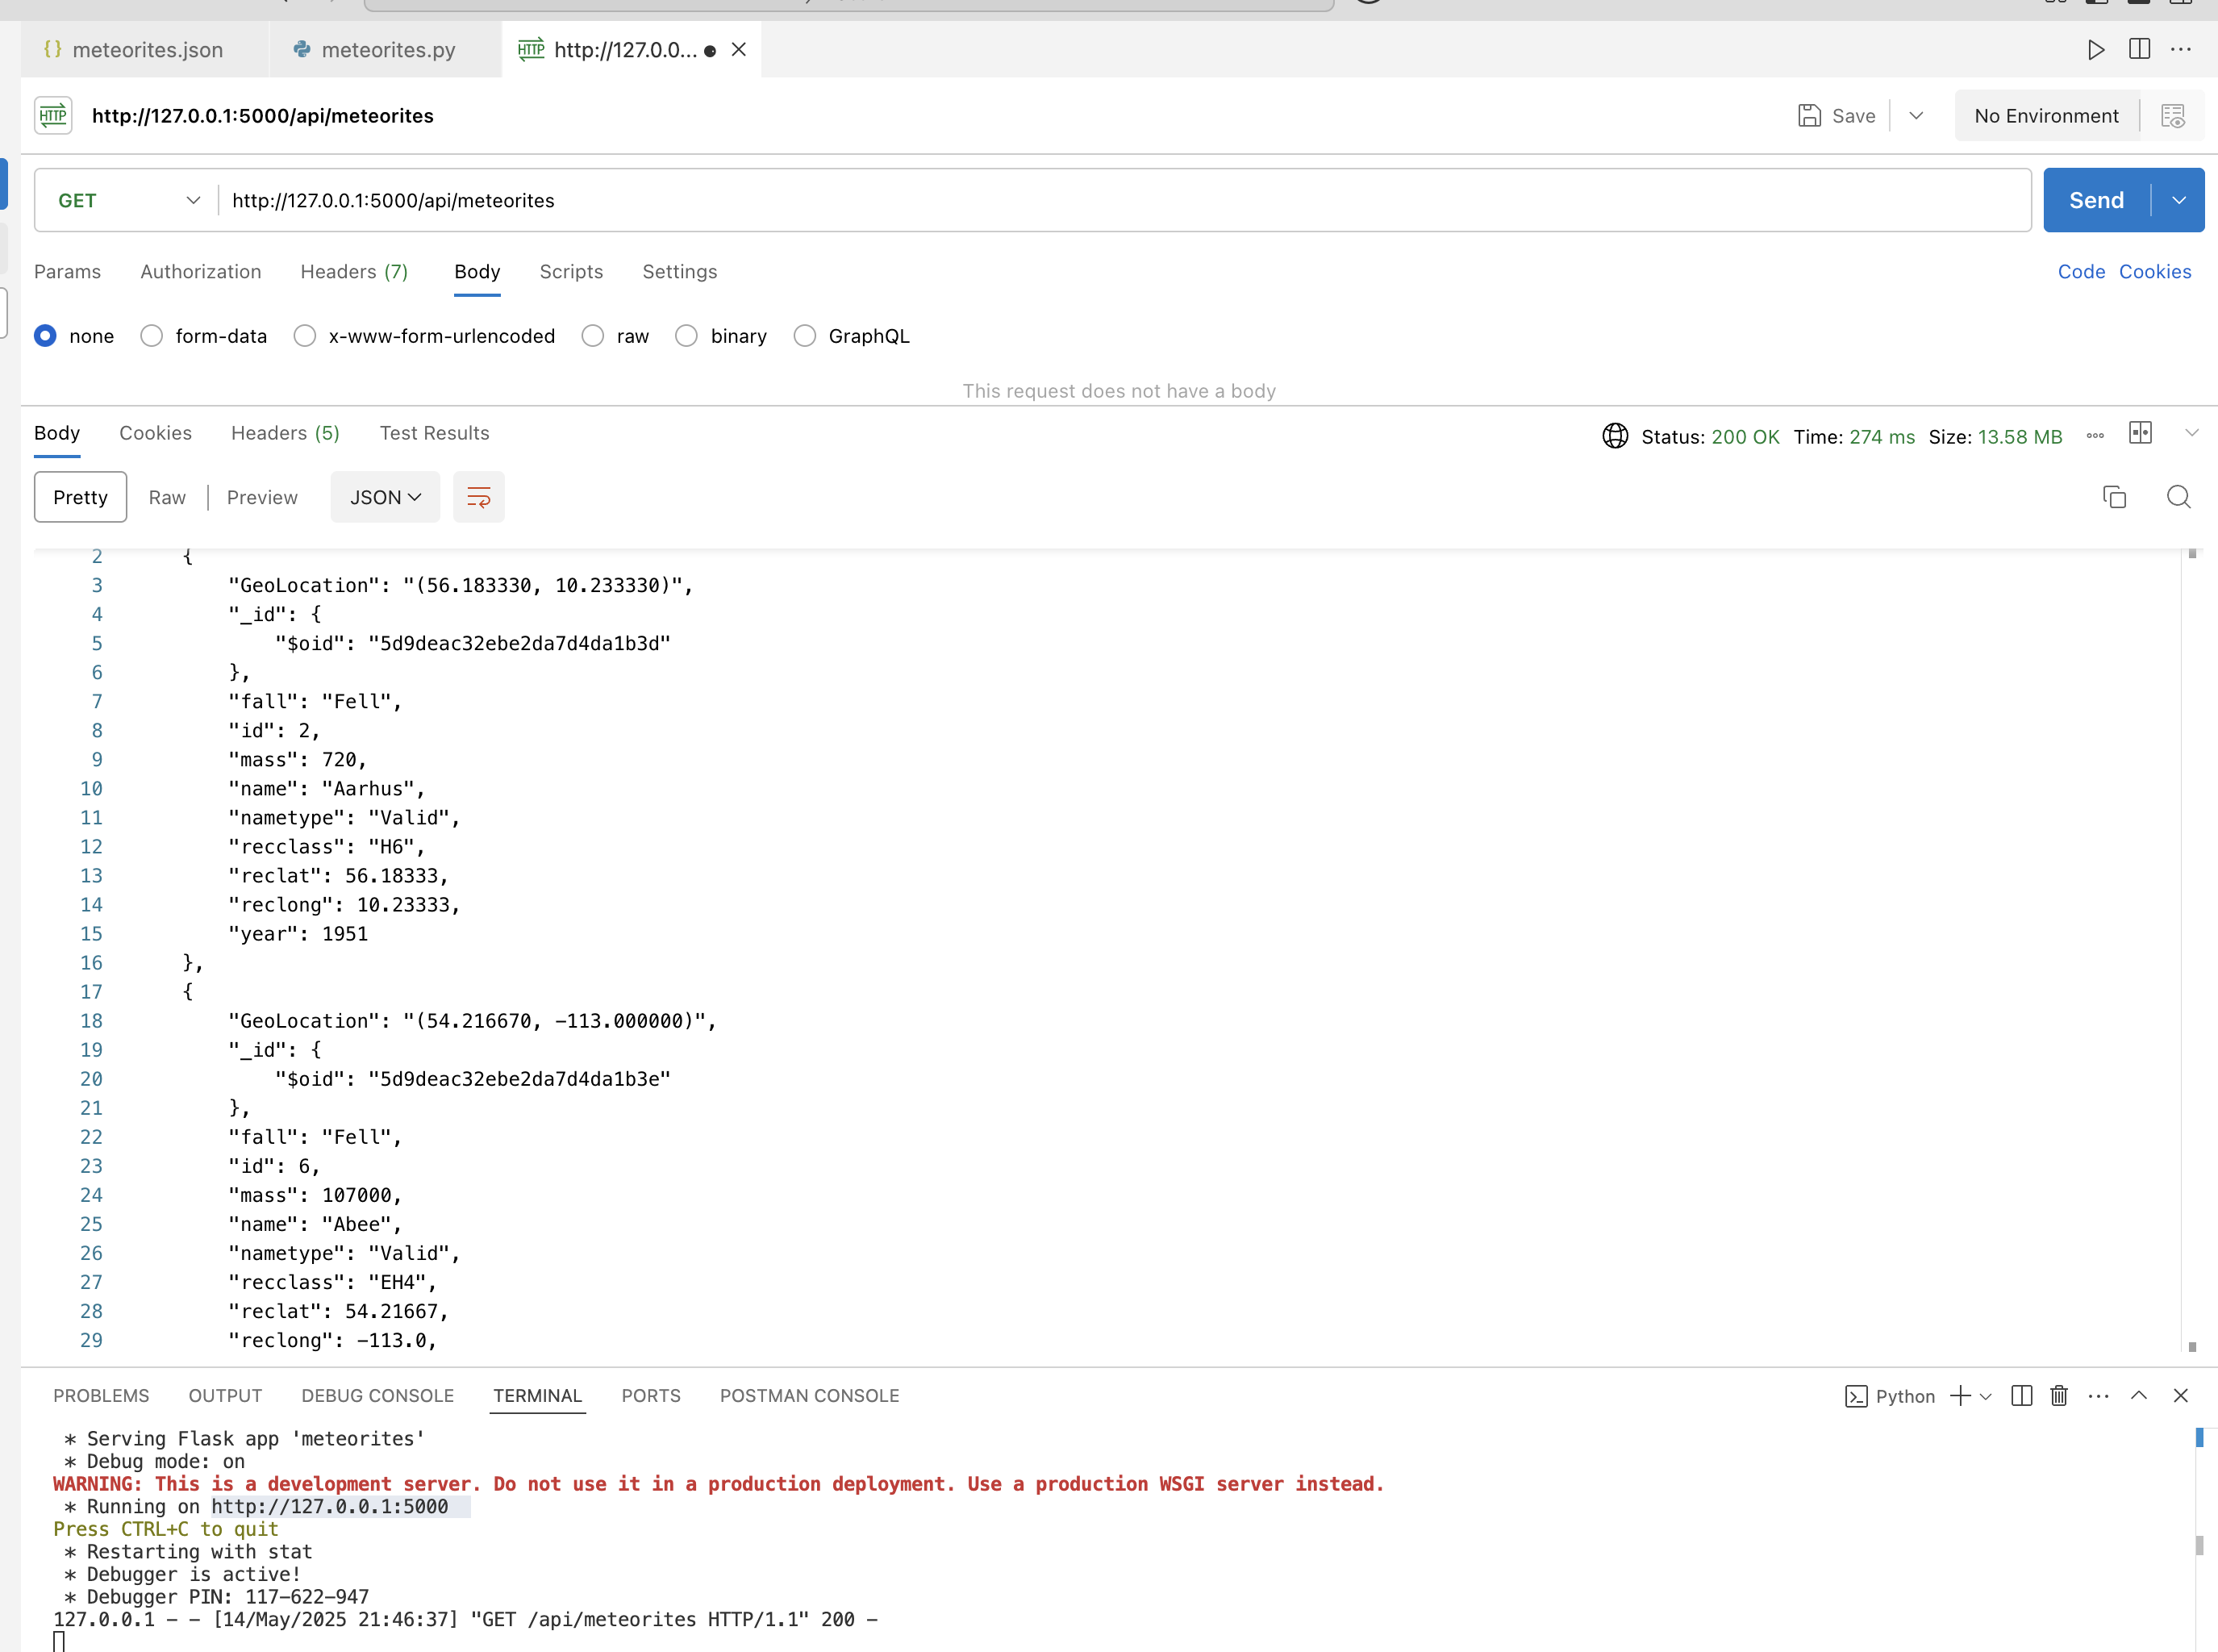 {} meteorites.json meteorites.py HTTP http://127.0.0...
HTTP http://127.0.0.1:5000/api/meteorites Save No Environment
GET http://127.0.0.1:5000/api/meteorites Send
Params Authorization Headers (7) Body Scripts Settings Code Cookies
none form-data x-www-form-urlencoded raw binary GraphQL
This request does not have a body
Body Cookies Headers (5) Test Results Status: 200 OK Time: 274 ms Size: 13.58 MB
Pretty Raw Preview JSON
2 {
3 "GeoLocation": "(56.183330, 10.233330)",
4 "_id": {
5 "$oid": "5d9deac32ebe2da7d4da1b3d"
6 },
7 "fall": "Fell",
8 "id": 2,
9 "mass": 720,
10 "name": "Aarhus",
11 "nametype": "Valid",
12 "recclass": "H6",
13 "reclat": 56.18333,
14 "reclong": 10.23333,
15 "year": 1951
16 },
17 {
18 "GeoLocation": "(54.216670, -113.000000)",
19 "_id": {
20 "$oid": "5d9deac32ebe2da7d4da1b3e"
21 },
22 "fall": "Fell",
23 "id": 6,
24 "mass": 107000,
25 "name": "Abee",
26 "nametype": "Valid",
27 "recclass": "EH4",
28 "reclat": 54.21667,
29 "reclong": -113.0,
PROBLEMS OUTPUT DEBUG CONSOLE TERMINAL PORTS POSTMAN CONSOLE Python
* Serving Flask app 'meteorites'
* Debug mode: on
WARNING: This is a development server. Do not use it in a production deployment. Use a production WSGI server instead.
* Running on http://127.0.0.1:5000
Press CTRL+C to quit
* Restarting with stat
* Debugger is active!
* Debugger PIN: 117-622-947
127.0.0.1 - - [14/May/2025 21:46:37] "GET /api/meteorites HTTP/1.1" 200 -